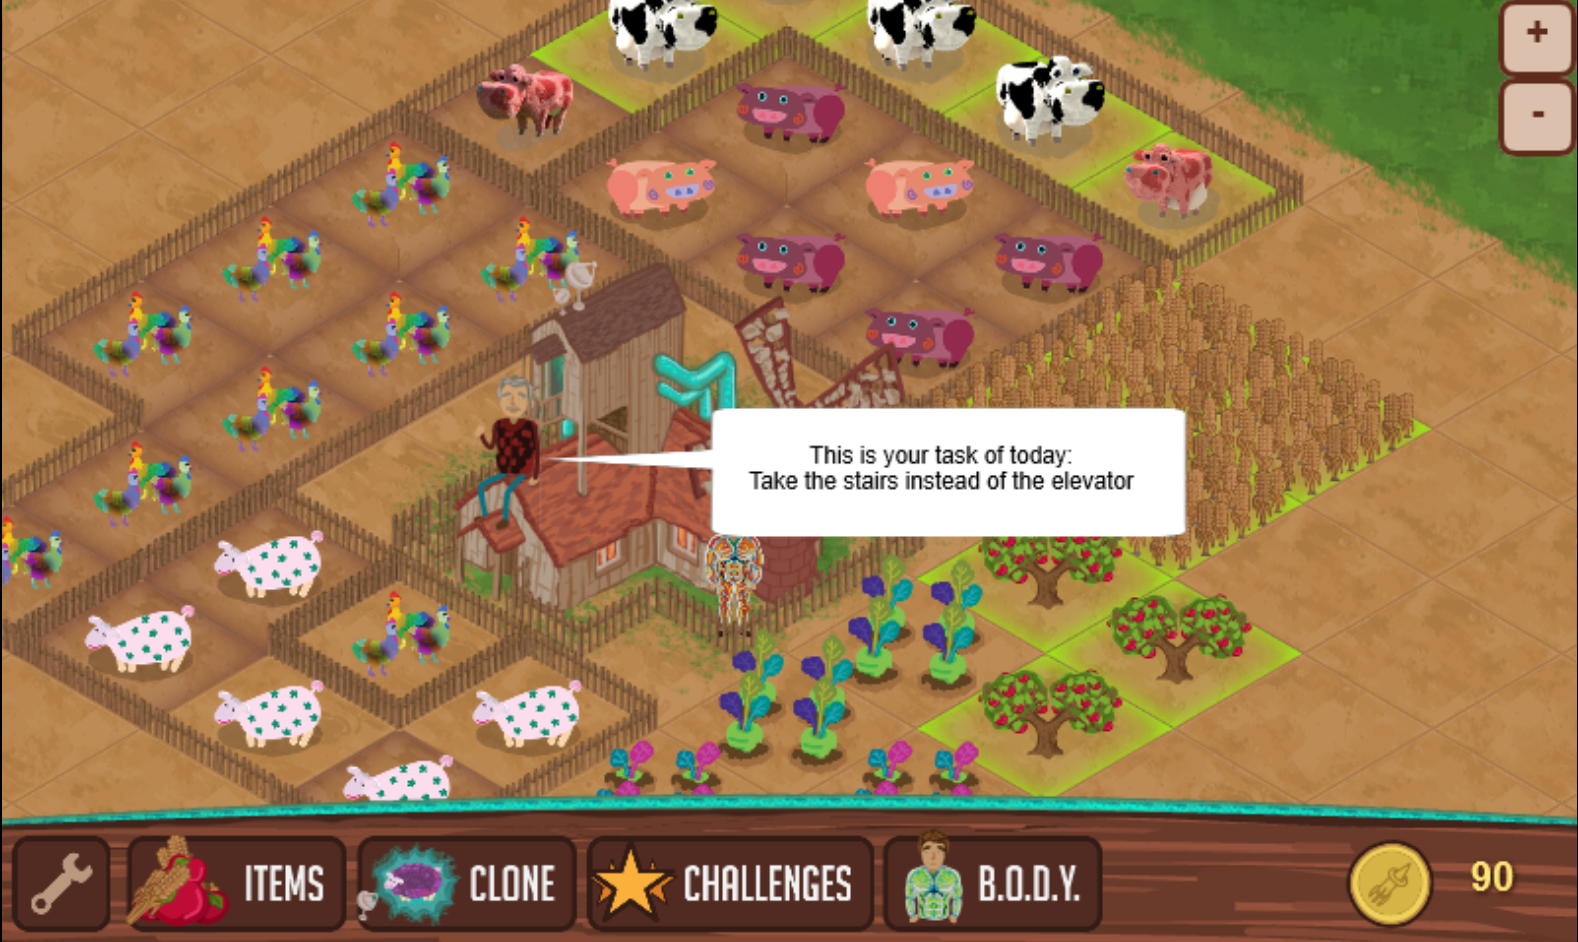 +
-
This is your task of today:
Take the stairs instead of the elevator
ITEMS
CLONE
CHALLENGES
B.O.D.Y.
90